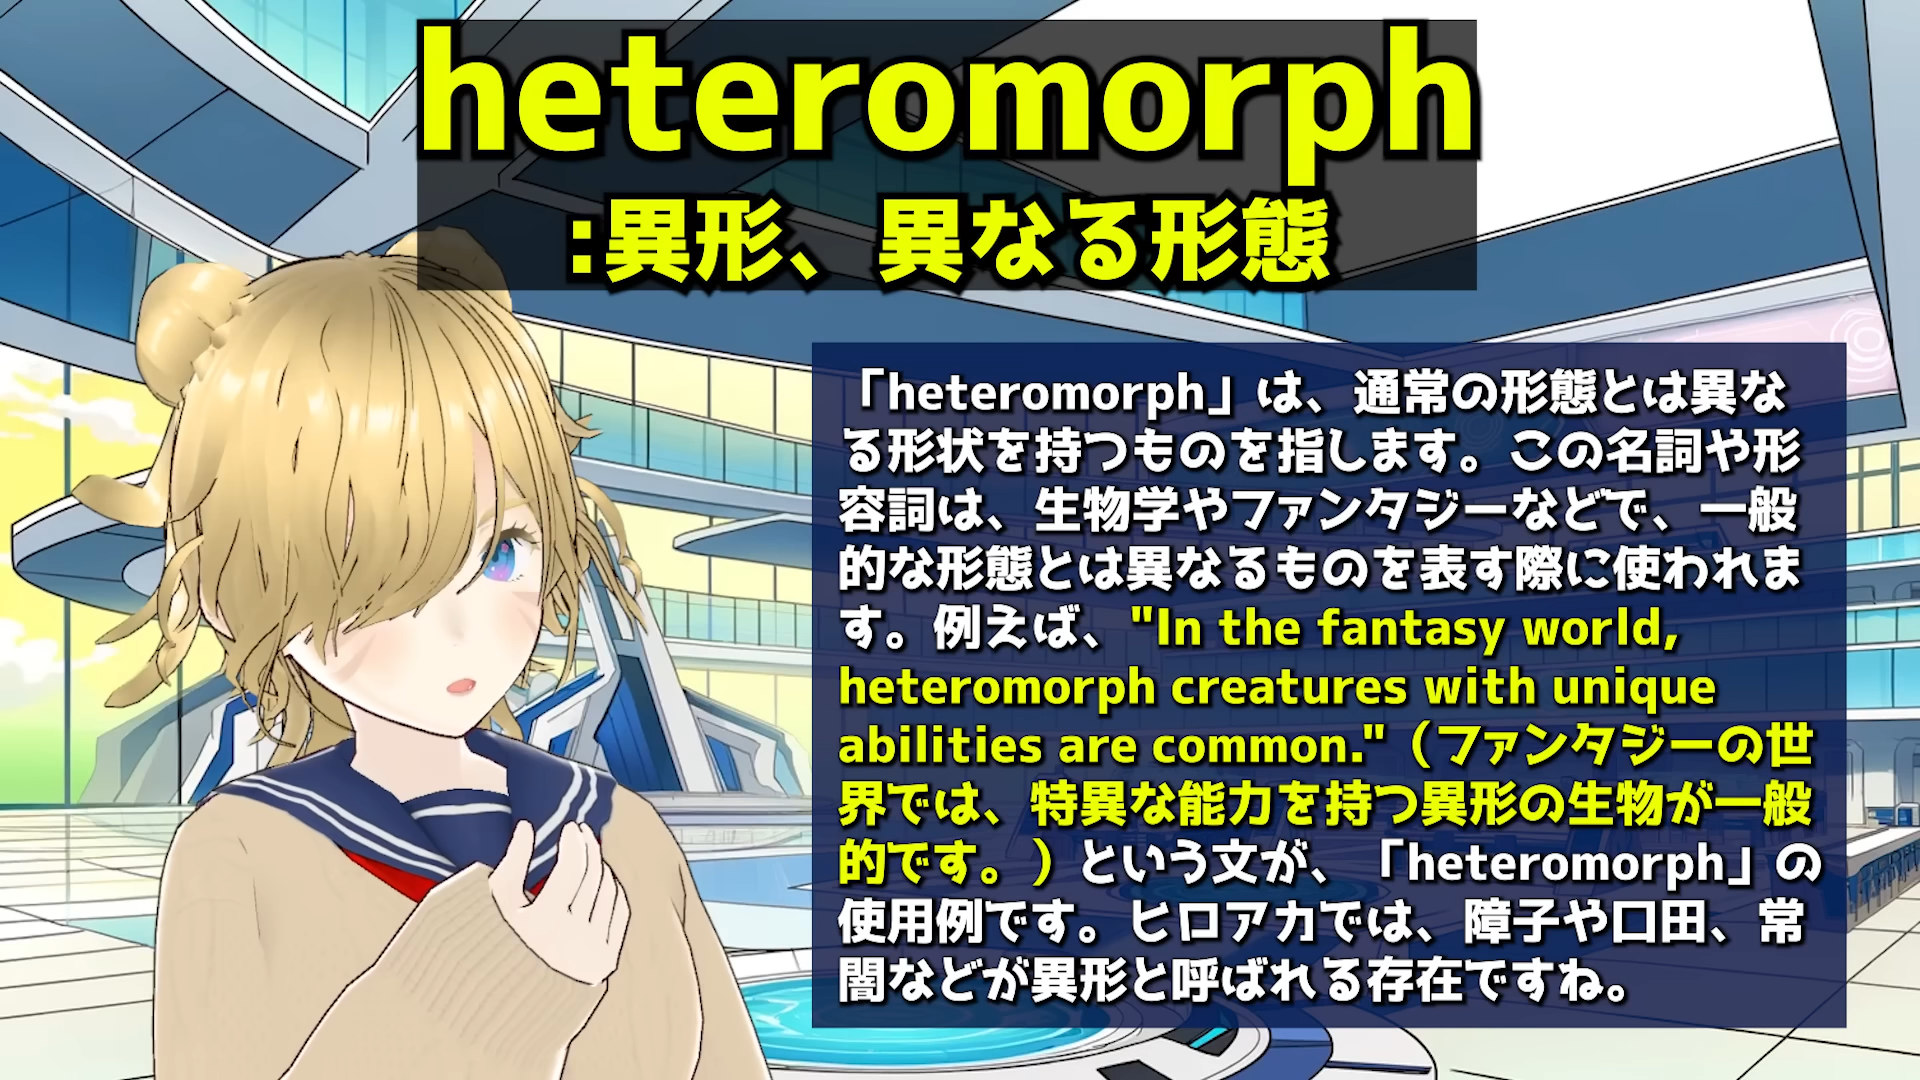 heteromorph
:異形、異なる形態
「heteromorph」は、通常の形態とは異な
る形状を持つものを指します。この名詞や形
容詞は、生物学やファンタジーなどで、一般
的な形態とは異なるものを表す際に使われま
す。例えば、"In the fantasy world,
heteromorph creatures with unique
abilities are common."（ファンタジーの世
界では、特異な能力を持つ異形の生物が一般
的です。）という文が、「heteromorph」の
使用例です。ヒロアカでは、障子や口田、常
闇などが異形と呼ばれる存在ですね。